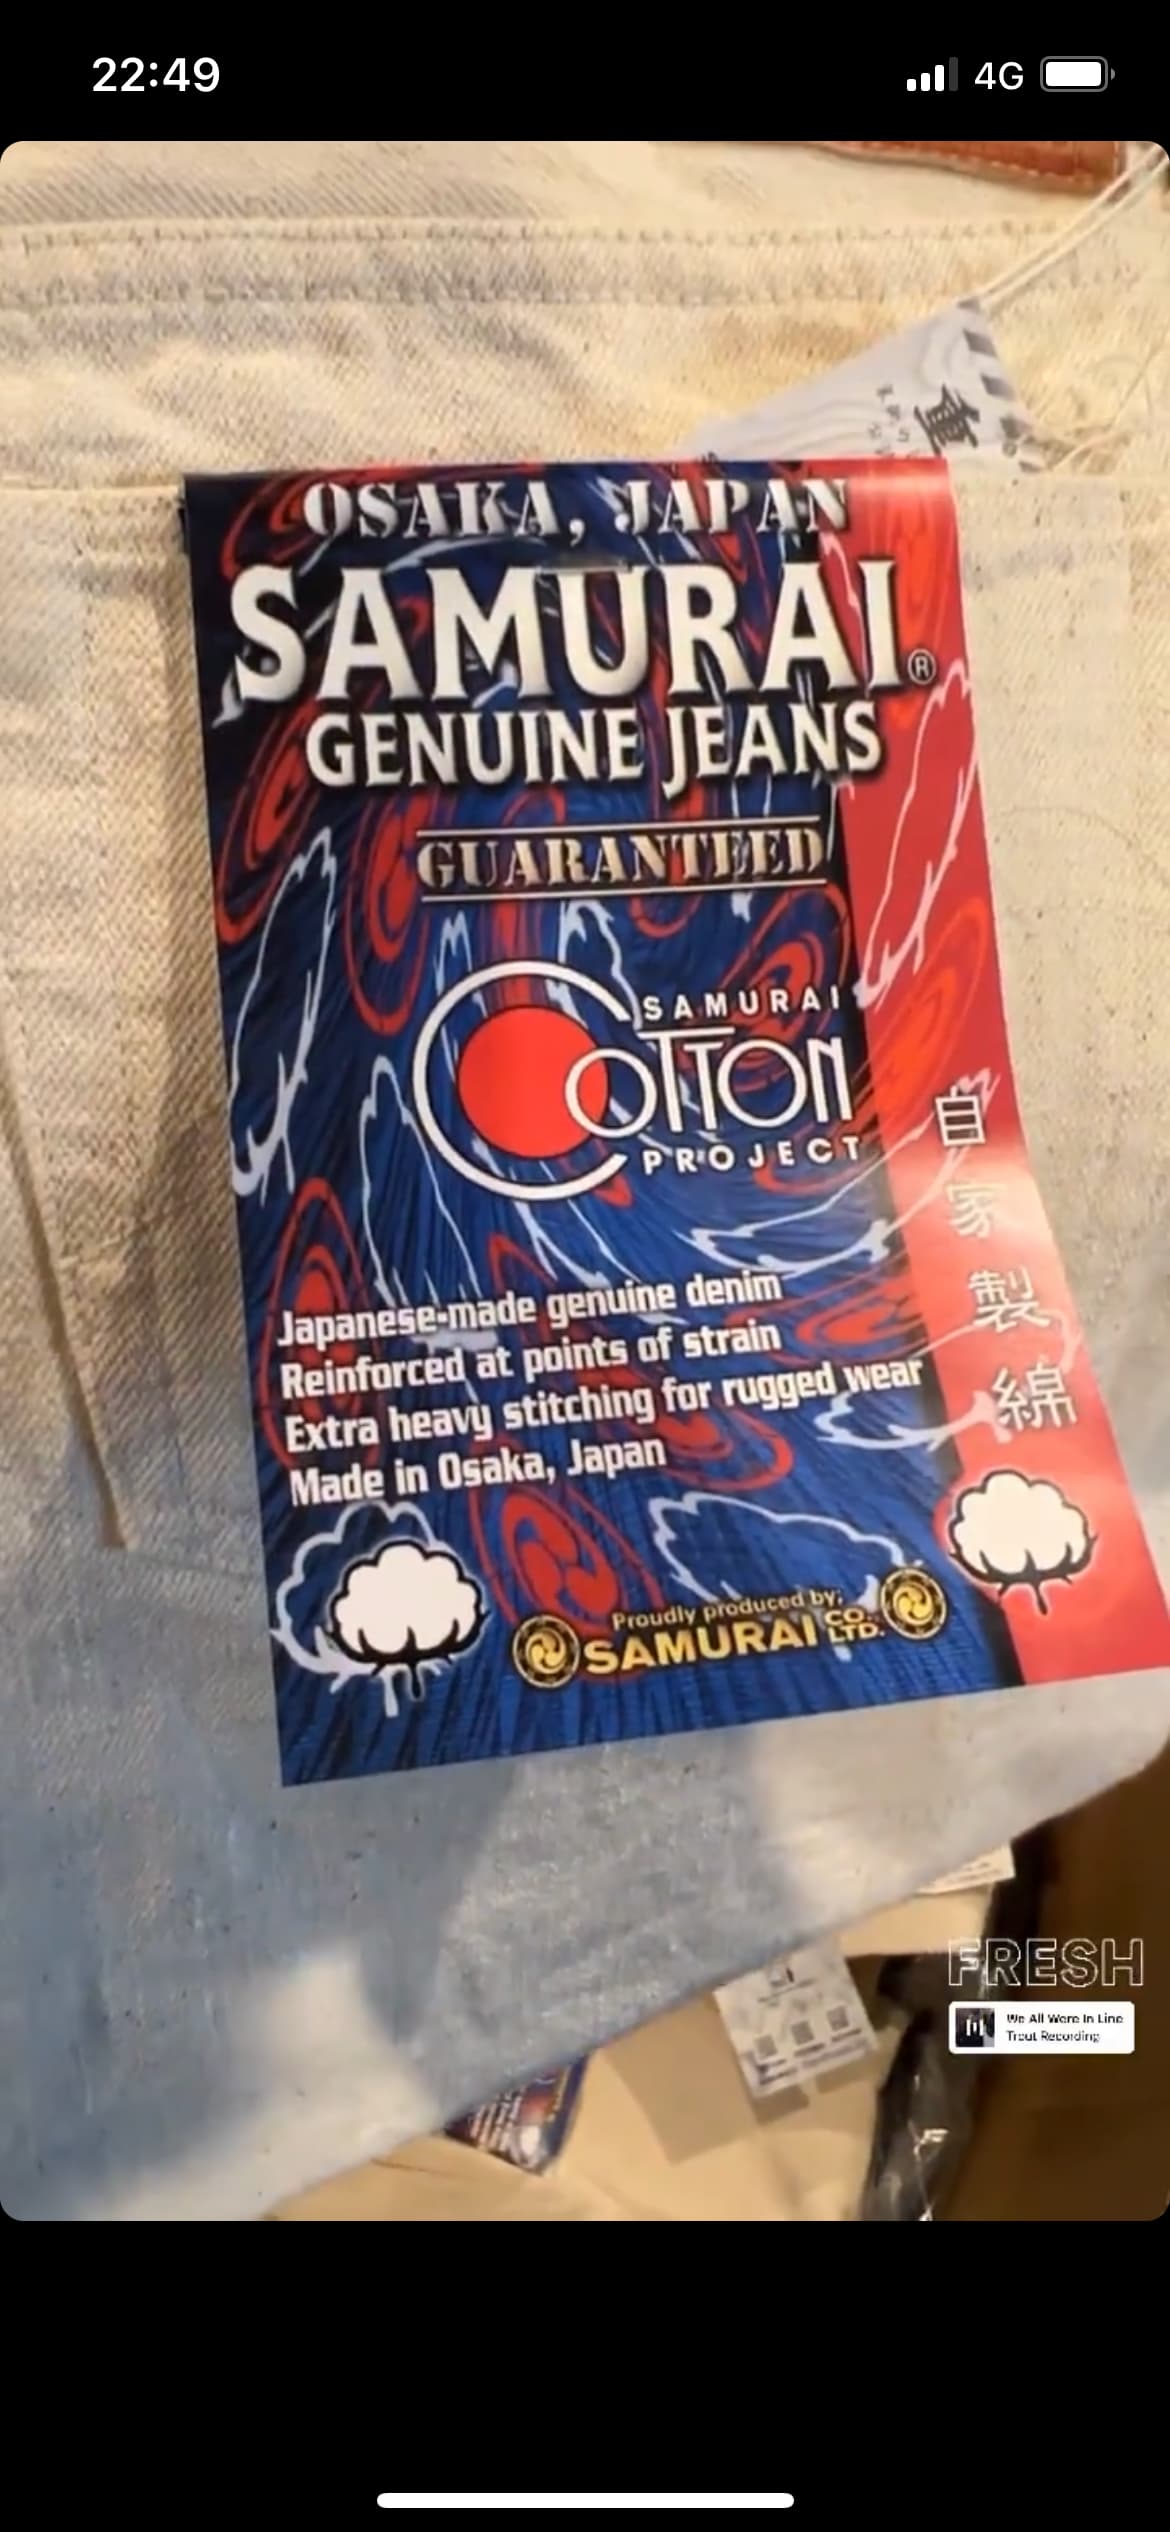 22:49
4G
重
OSAKA, JAPAN
SAMURAI®
GENUINE JEANS
GUARANTEED
SAMURAI
COTTON
PROJECT
自家製綿
Japanese-made genuine denim
Reinforced at points of strain
Extra heavy stitching for rugged wear
Made in Osaka, Japan
Proudly produced by:
SAMURAI CO. LTD.
FRESH
We All Were In Line
Trout Recording